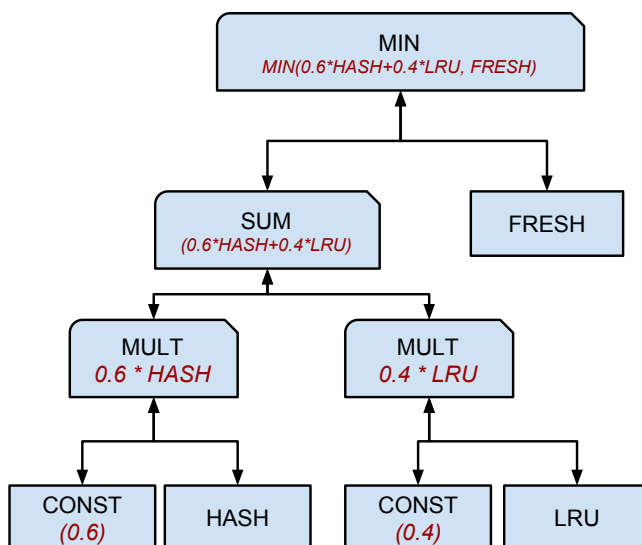 MIN
MIN(0.6*HASH+0.4*LRU, FRESH)
SUM
(0.6*HASH+0.4*LRU)
FRESH
MULT
0.6 * HASH
MULT
0.4 * LRU
CONST
(0.6)
HASH
CONST
(0.4)
LRU